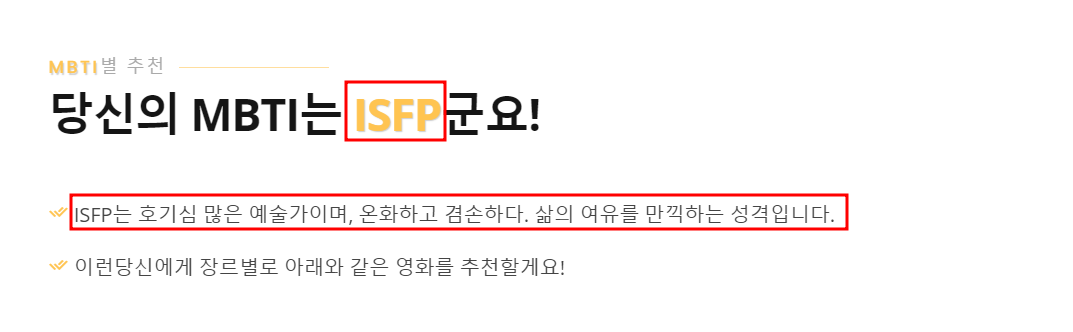 MBTI별 추천
당신의 MBTI는 ISFP군요!
ISFP는 호기심 많은 예술가이며, 온화하고 겸손하다. 삶의 여유를 만끽하는 성격입니다.
이런당신에게 장르별로 아래와 같은 영화를 추천할게요!